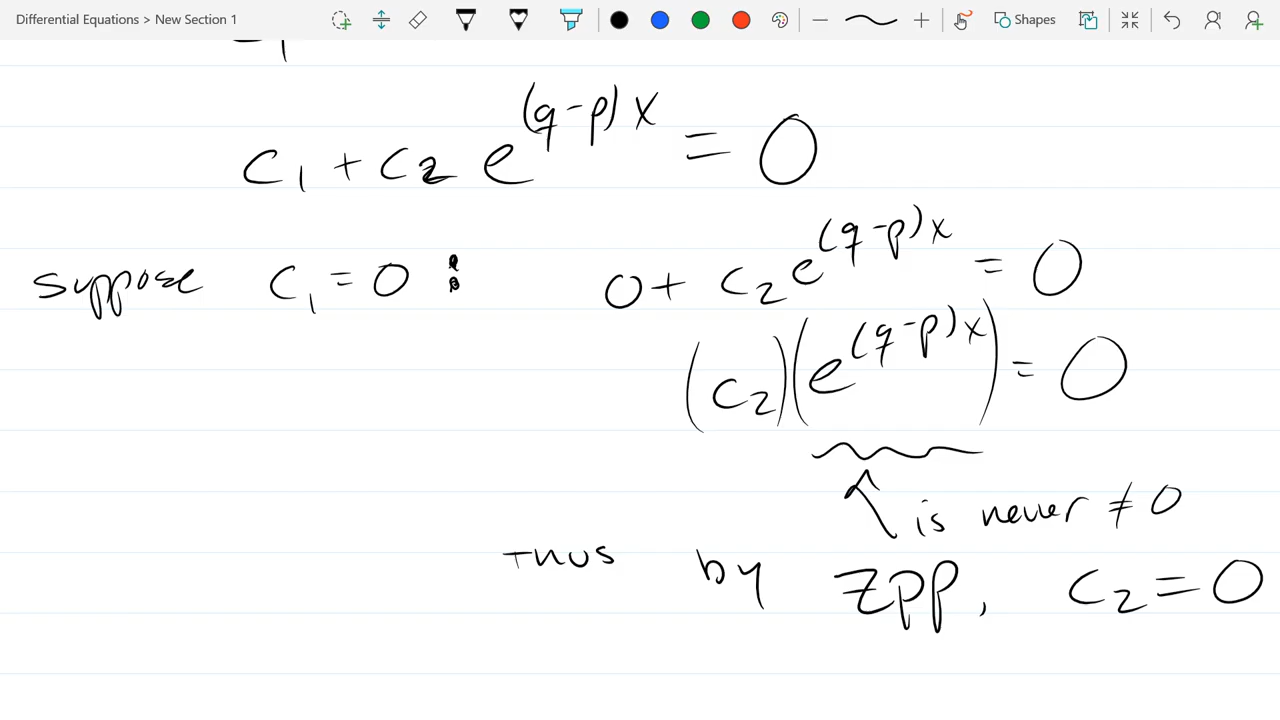 Differential Equations > New Section 1
Shapes
c₁ + c₂ e^((q-p)x) = 0
suppose c₁ = 0 : 0 + c₂ e^((q-p)x) = 0
(c₂)(e^((q-p)x)) = 0
is never ≠ 0
Thus by ZPP, c₂ = 0